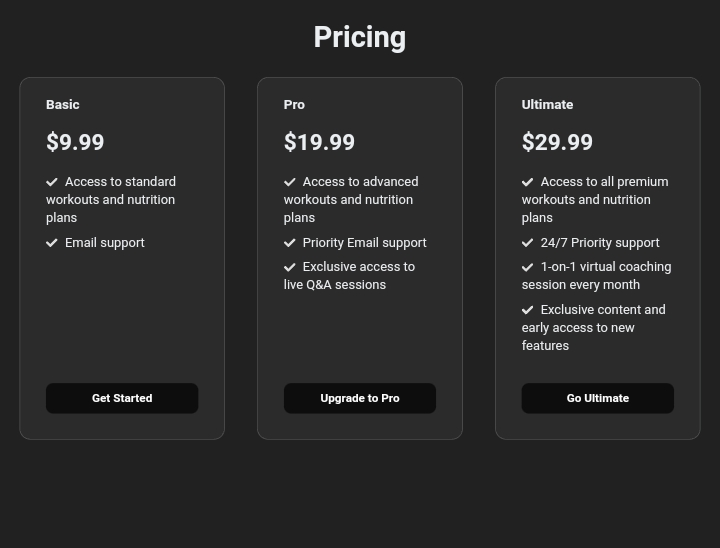 Pricing
Basic
$9.99
Access to standard
workouts and nutrition
plans
Email support
Get Started
Pro
$19.99
Access to advanced
workouts and nutrition
plans
Priority Email support
Exclusive access to
live Q&A sessions
Upgrade to Pro
Ultimate
$29.99
Access to all premium
workouts and nutrition
plans
24/7 Priority support
1-on-1 virtual coaching
session every month
Exclusive content and
early access to new
features
Go Ultimate